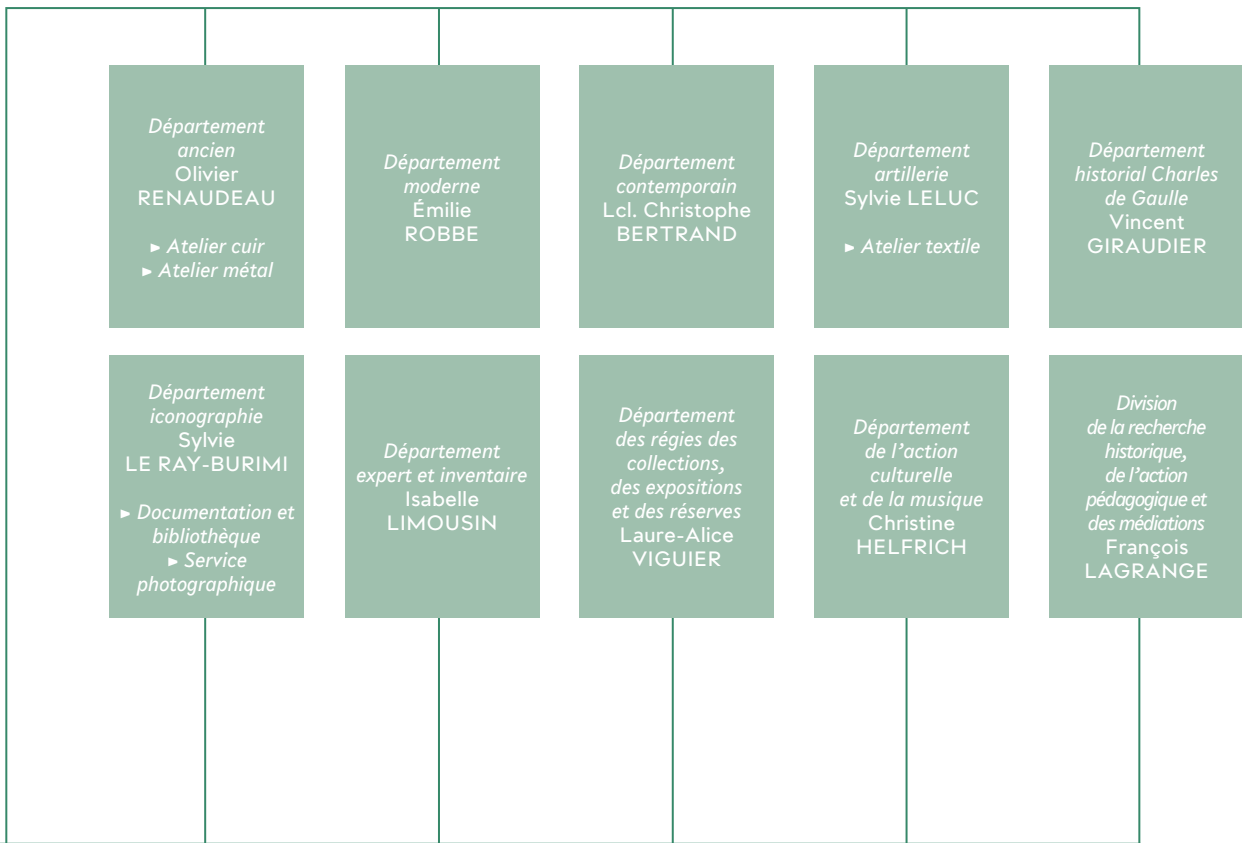 Département
ancien
Olivier
RENAUDEAU
▸ Atelier cuir
▸ Atelier métal
Département
moderne
Émilie
ROBBE
Département
contemporain
Lcl. Christophe
BERTRAND
Département
artillerie
Sylvie LELUC
▸ Atelier textile
Département
historial Charles
de Gaulle
Vincent
GIRAUDIER
Département
iconographie
Sylvie
LE RAY-BURIMI
▸ Documentation et
bibliothèque
▸ Service
photographique
Département
expert et inventaire
Isabelle
LIMOUSIN
Département
des régies des
collections,
des expositions
et des réserves
Laure-Alice
VIGUIER
Département
de l’action
culturelle
et de la musique
Christine
HELFRICH
Division
de la recherche
historique,
de l’action
pédagogique et
des médiations
François
LAGRANGE